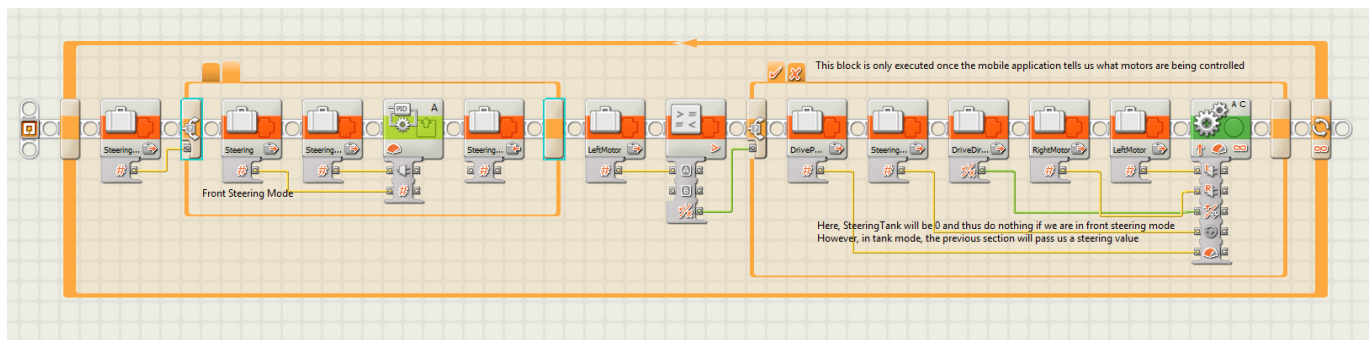 This block is only executed once the mobile application tells us what motors are being controlled
PID
A
A C
Steering...
Steering
Steering...
Steering...
LeftMotor
DriveP...
Steering...
DriveDir...
RightMotor
LeftMotor
A
B
Front Steering Mode
Here, SteeringTank will be 0 and thus do nothing if we are in front steering mode
However, in tank mode, the previous section will pass us a steering value